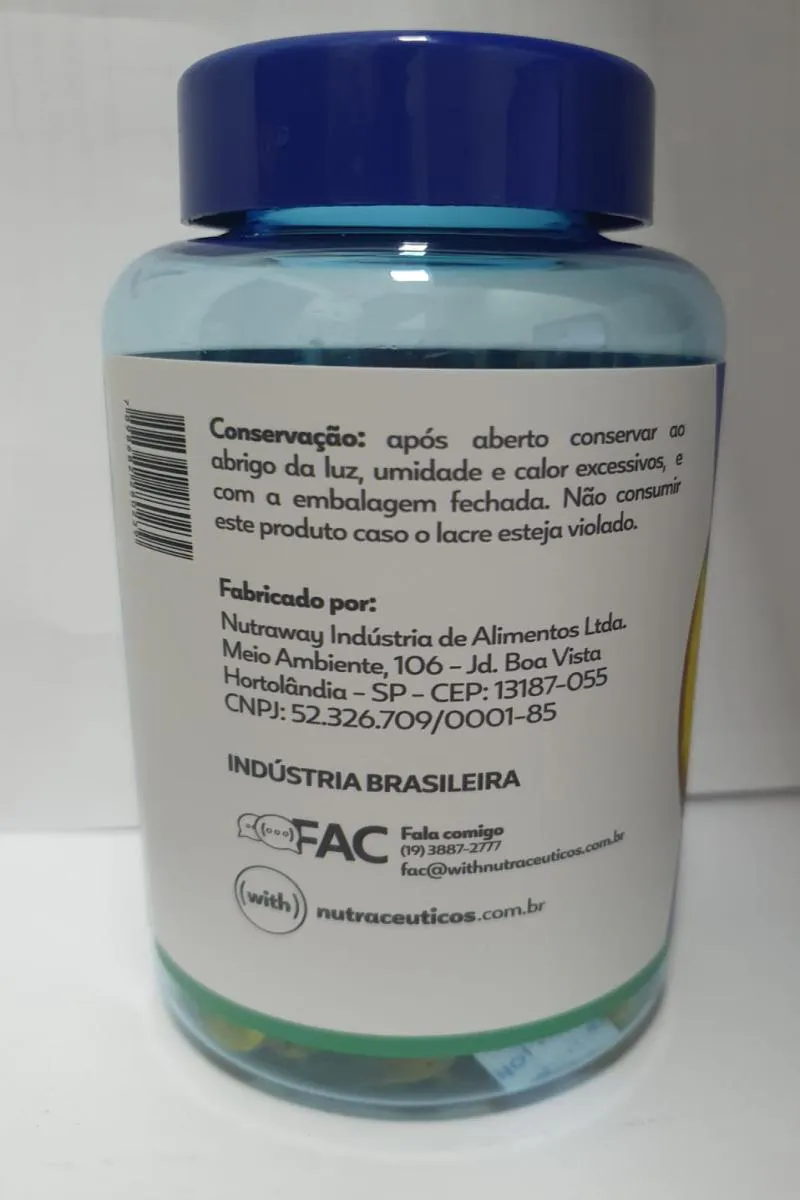 Conservação: após aberto conservar ao
abrigo da luz, umidade e calor excessivos, e
com a embalagem fechada. Não consumir
este produto caso o lacre esteja violado.
Fabricado por:
Nutraway Indústria de Alimentos Ltda.
Meio Ambiente, 106 – Jd. Boa Vista
Hortolândia – SP – CEP: 13187-055
CNPJ: 52.326.709/0001-85
INDÚSTRIA BRASILEIRA
FAC
Fala comigo
(19) 3887-2777
fac@withnutraceuticos.com.br
(with) nutraceuticos.com.br